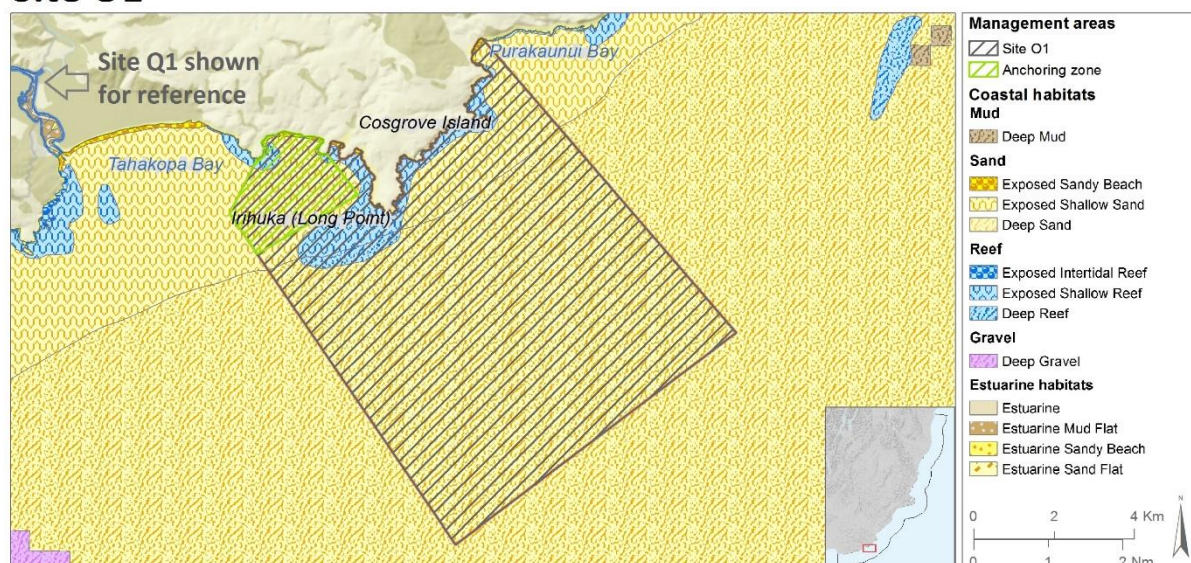 Site Q1 shown
for reference
Purakaunui Bay
Cosgrove Island
Tahakopa Bay
Irihuka (Long Point)
Management areas
Site O1
Anchoring zone
Coastal habitats
Mud
Deep Mud
Sand
Exposed Sandy Beach
Exposed Shallow Sand
Deep Sand
Reef
Exposed Intertidal Reef
Exposed Shallow Reef
Deep Reef
Gravel
Deep Gravel
Estuarine habitats
Estuarine
Estuarine Mud Flat
Estuarine Sandy Beach
Estuarine Sand Flat
0 2 4 Km
0 1 2 Nm
N